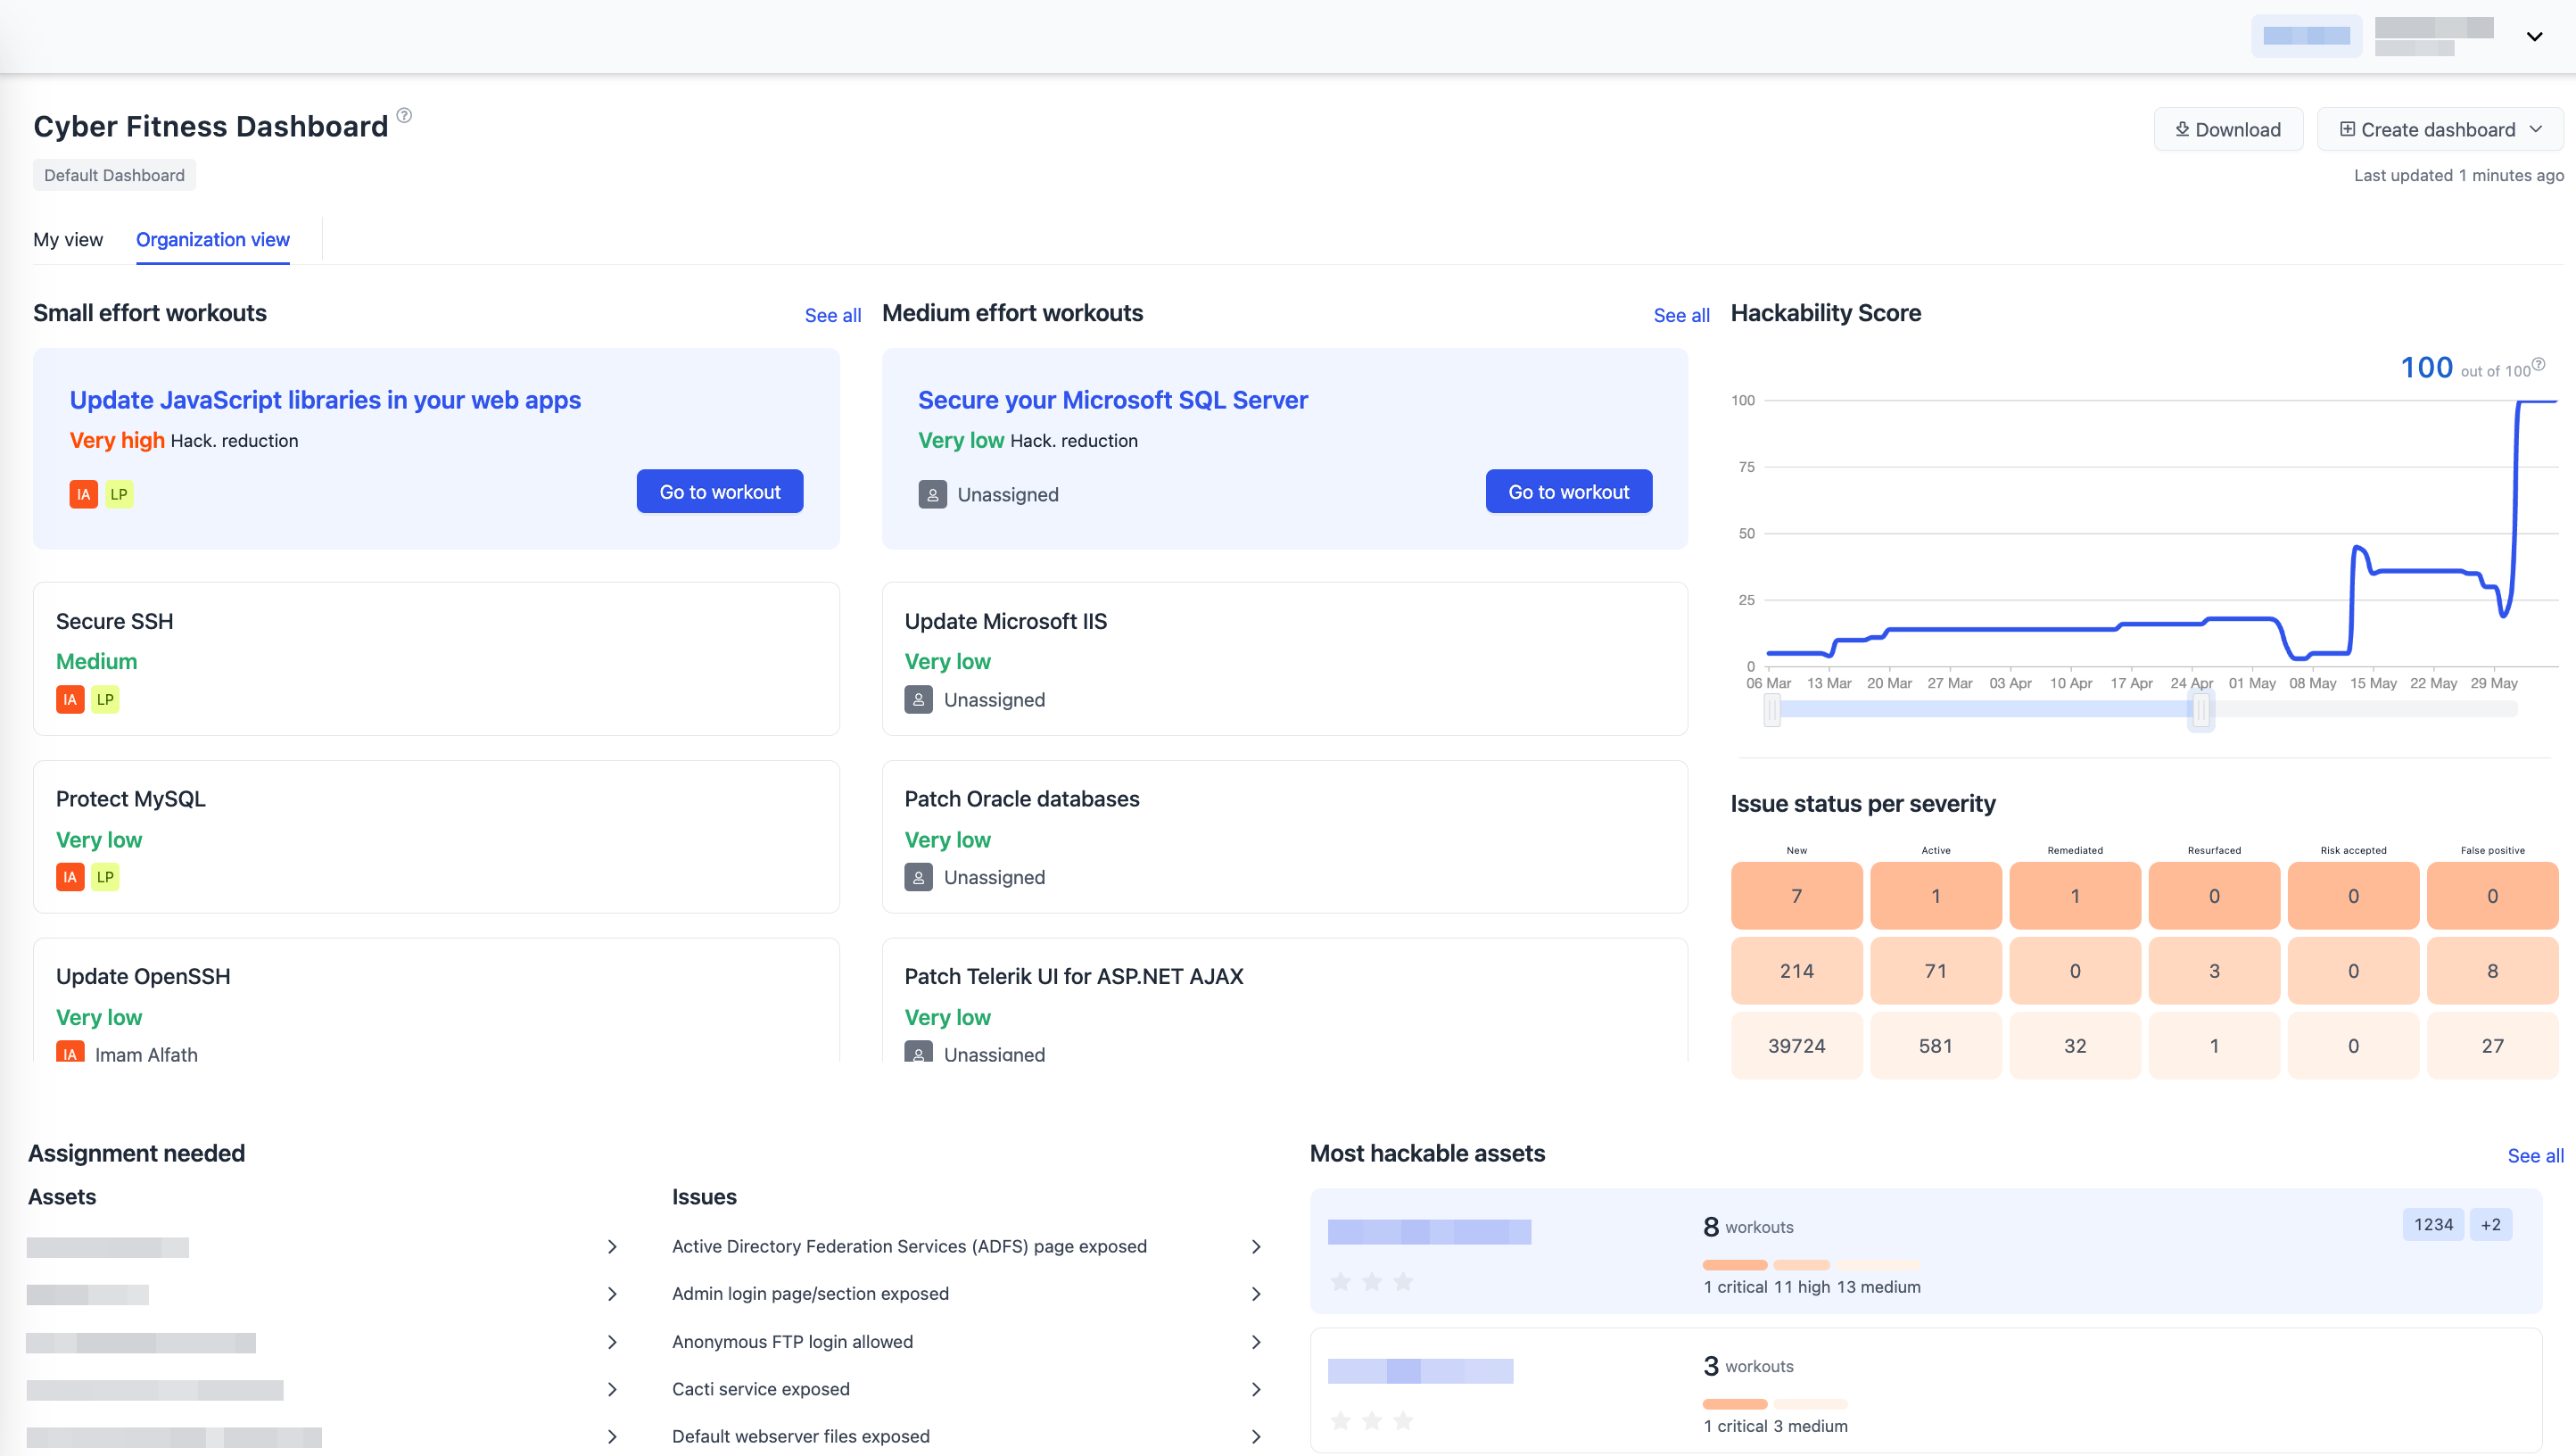 Cyber Fitness Dashboard
Default Dashboard
Download
Create dashboard
Last updated 1 minutes ago
My view
Organization view
Small effort workouts
See all
Update JavaScript libraries in your web apps
Very high Hack. reduction
IA LP
Go to workout
Secure SSH
Medium
IA LP
Protect MySQL
Very low
IA LP
Update OpenSSH
Very low
IA Imam Alfath
Medium effort workouts
See all
Secure your Microsoft SQL Server
Very low Hack. reduction
Unassigned
Go to workout
Update Microsoft IIS
Very low
Unassigned
Patch Oracle databases
Very low
Unassigned
Patch Telerik UI for ASP.NET AJAX
Very low
Unassigned
Hackability Score
100 out of 100
100
75
50
25
0
06 Mar 13 Mar 20 Mar 27 Mar 03 Apr 10 Apr 17 Apr 24 Apr 01 May 08 May 15 May 22 May 29 May
Issue status per severity
New Active Remediated Resurfaced Risk accepted False positive
7 1 1 0 0 0
214 71 0 3 0 8
39724 581 32 1 0 27
Assignment needed
Assets
Issues
Active Directory Federation Services (ADFS) page exposed
Admin login page/section exposed
Anonymous FTP login allowed
Cacti service exposed
Default webserver files exposed
Most hackable assets
See all
8 workouts
1234 +2
1 critical 11 high 13 medium
3 workouts
1 critical 3 medium